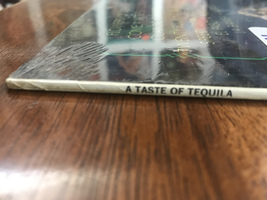 A TASTE OF TEQUILA